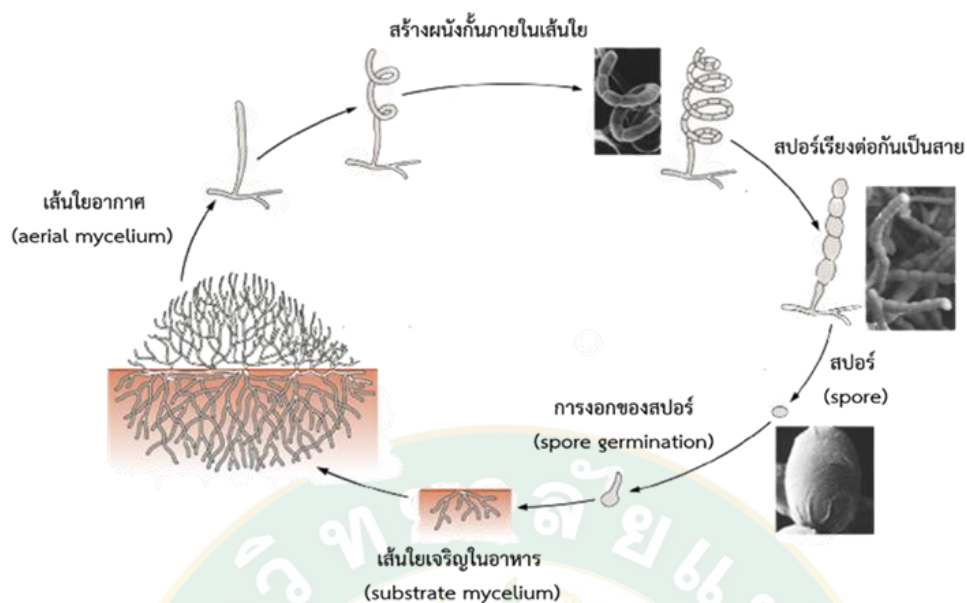 สร้างผนังกั้นภายในเส้นใย
สปอร์เรียงต่อกันเป็นสาย
เส้นใยอากาศ
(aerial mycelium)
สปอร์
(spore)
การงอกของสปอร์
(spore germination)
เส้นใยเจริญในอาหาร
(substrate mycelium)